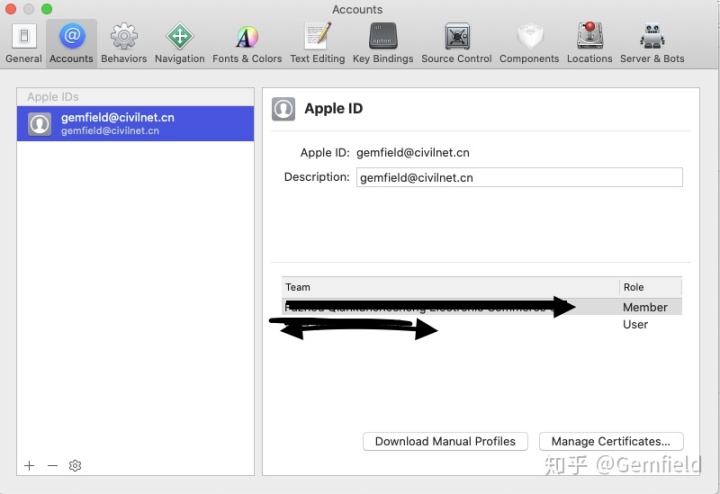 Accounts
General Accounts Behaviors Navigation Fonts & Colors Text Editing Key Bindings Source Control Components Locations Server & Bots
Apple IDs
gemfield@civilnet.cn
gemfield@civilnet.cn
Apple ID
Apple ID: gemfield@civilnet.cn
Description: gemfield@civilnet.cn
Team Role
Member
User
Download Manual Profiles Manage Certificates...
知乎 @Gemfield